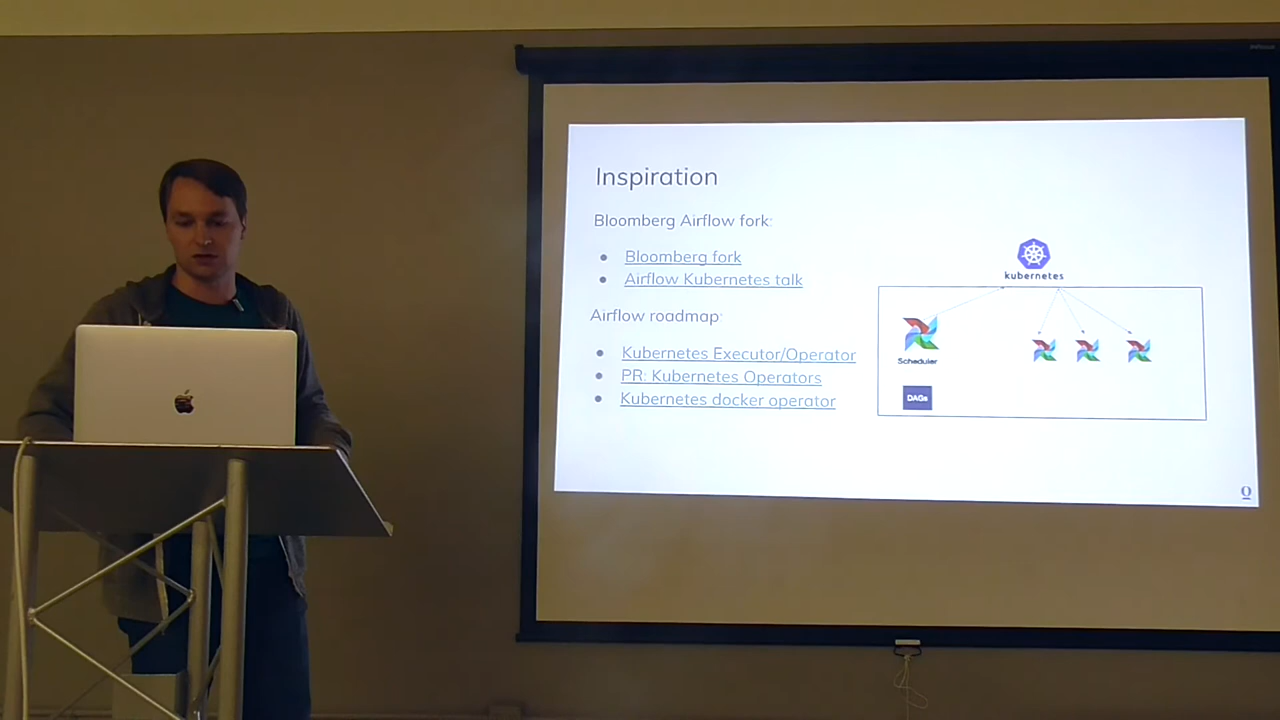 Inspiration
Bloomberg Airflow fork:
Bloomberg fork
Airflow Kubernetes talk
Airflow roadmap:
Kubernetes Executor/Operator
PR: Kubernetes Operators
Kubernetes docker operator
kubernetes
Scheduler
DAGs